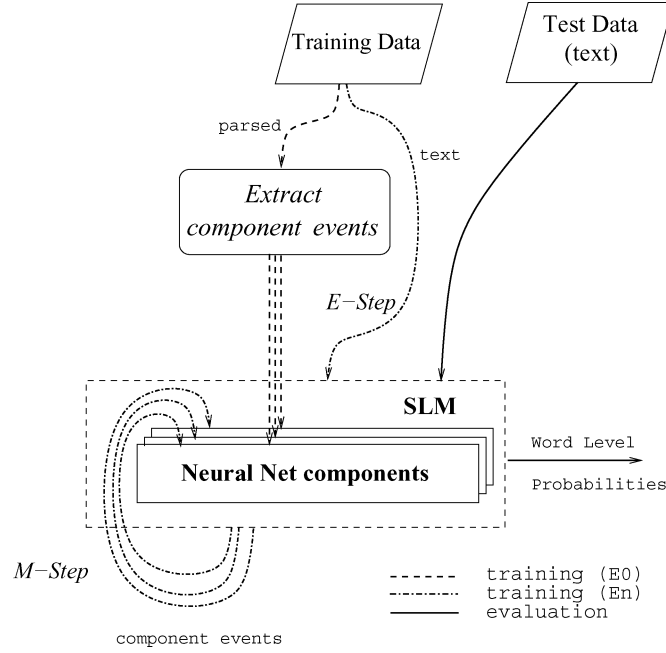 Training Data
Test Data
(text)
parsed
text
Extract
component events
E-Step
SLM
Neural Net components
Word Level
Probabilities
M-Step
component events
training (E0)
training (En)
evaluation